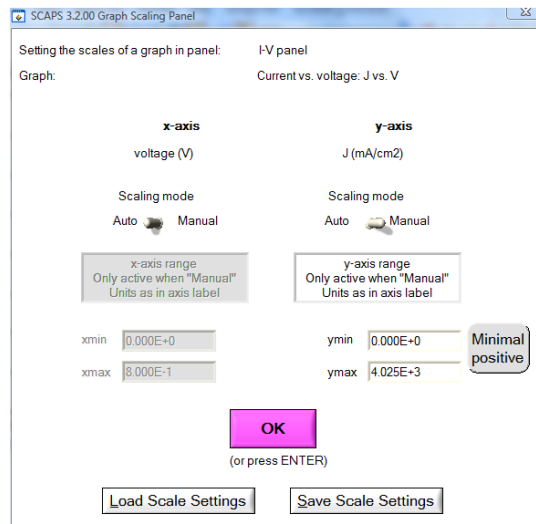 SCAPS 3.2.00 Graph Scaling Panel
Setting the scales of a graph in panel: I-V panel
Graph: Current vs. voltage: J vs. V
x-axis y-axis
voltage (V) J (mA/cm2)
Scaling mode Scaling mode
Auto Manual Auto Manual
x-axis range y-axis range
Only active when "Manual" Only active when "Manual"
Units as in axis label Units as in axis label
xmin 0.000E+0 ymin 0.000E+0 Minimal
xmax 8.000E-1 ymax 4.025E+3 positive
OK
(or press ENTER)
Load Scale Settings Save Scale Settings